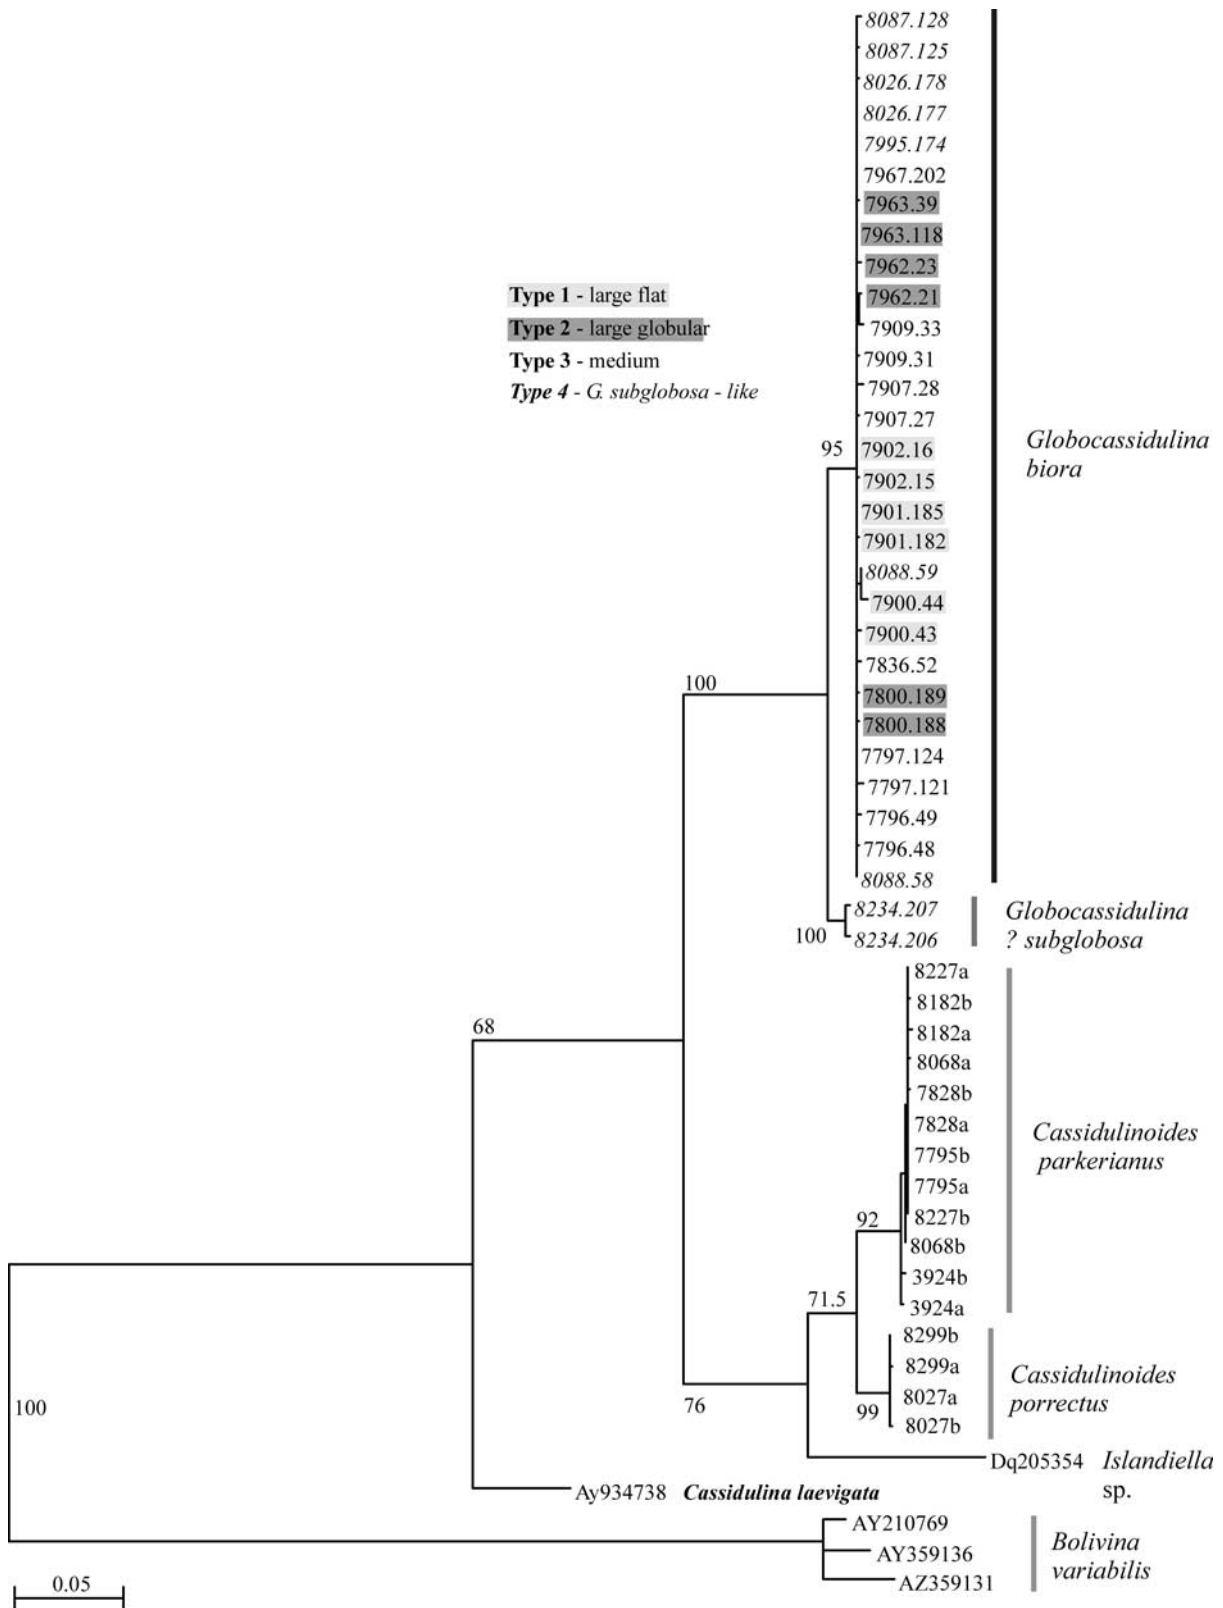 8087.128
8087.125
8026.178
8026.177
7995.174
7967.202
7963.39
7963.118
7962.23
7962.21
7909.33
7909.31
7907.28
7907.27
7902.16
7902.15
7901.185
7901.182
8088.59
7900.44
7900.43
7836.52
7800.189
7800.188
7797.124
7797.121
7796.49
7796.48
8088.58
Globocassidulina
biora
Type 1 - large flat
Type 2 - large globular
Type 3 - medium
Type 4 - G. subglobosa - like
95
100
8234.207
8234.206
100
Globocassidulina
? subglobosa
68
8227a
8182b
8182a
8068a
7828b
7828a
7795b
7795a
8227b
8068b
3924b
3924a
Cassidulinoides
parkerianus
92
71.5
8299b
8299a
8027a
8027b
99
Cassidulinoides
porrectus
76
100
Dq205354 Islandiella
sp.
Ay934738 Cassidulina laevigata
AY210769
AY359136
AZ359131
Bolivina
variabilis
0.05